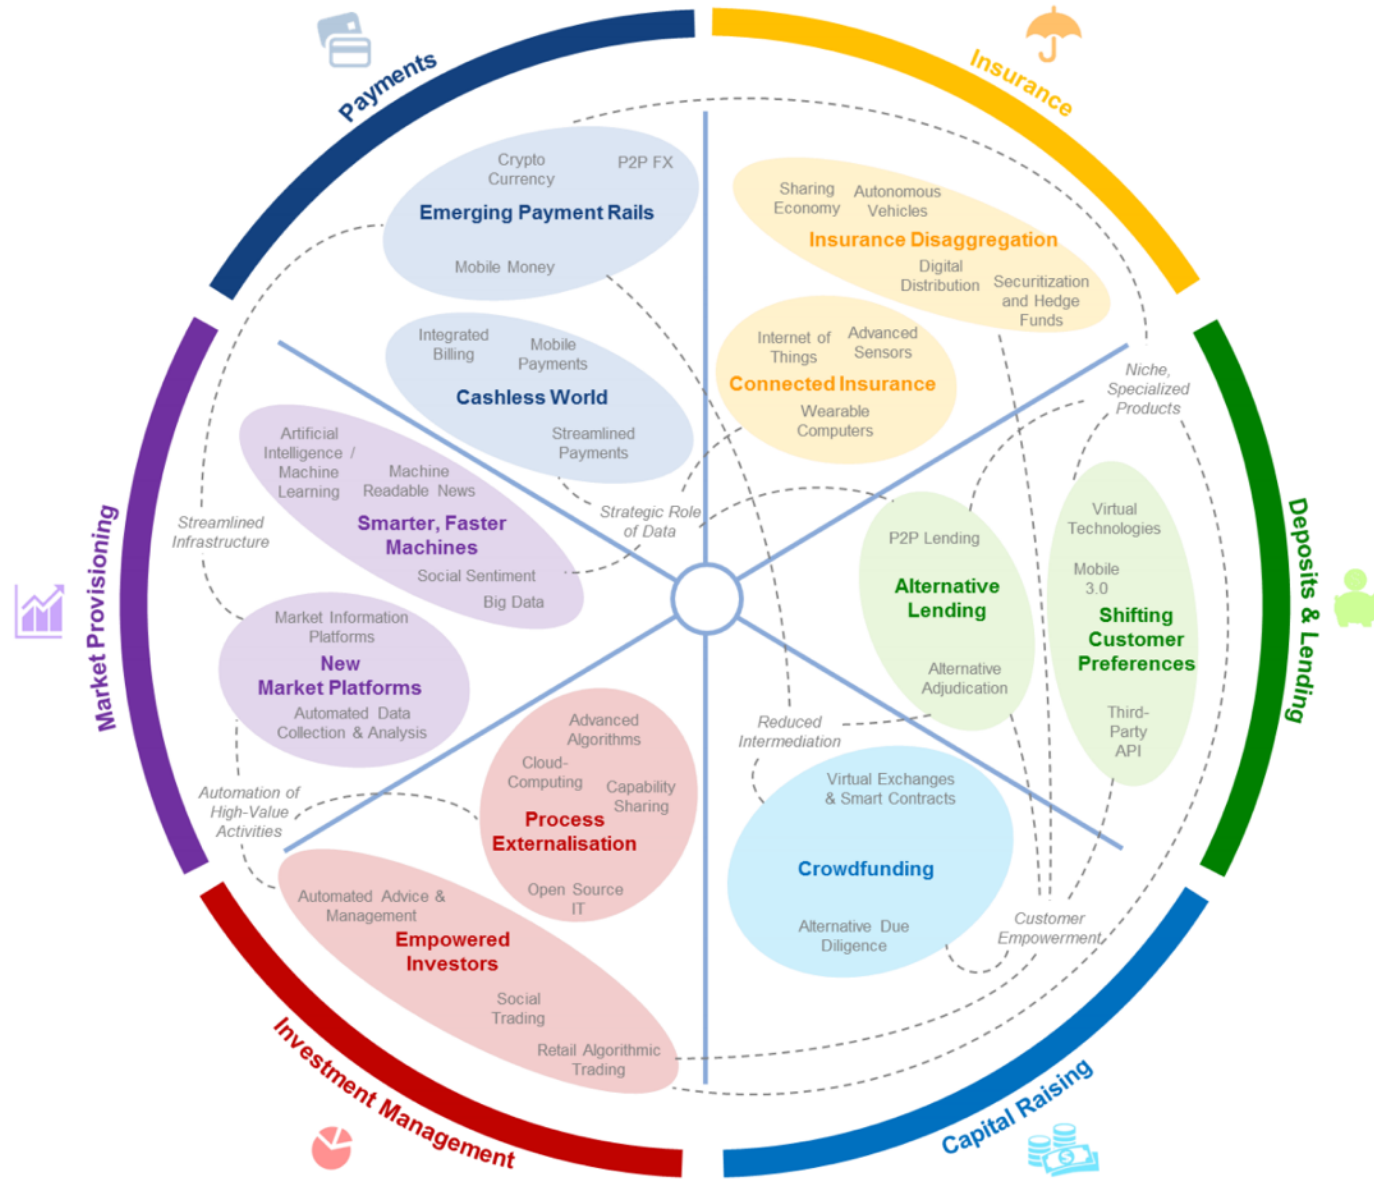 Payments
Insurance
Crypto
Currency
P2P FX
Emerging Payment Rails
Mobile Money
Sharing
Economy
Autonomous
Vehicles
Insurance Disaggregation
Digital
Distribution
Securitization
and Hedge
Funds
Integrated
Billing
Mobile
Payments
Cashless World
Streamlined
Payments
Internet of
Things
Advanced
Sensors
Connected Insurance
Wearable
Computers
Niche,
Specialized
Products
Artificial
Intelligence /
Machine
Learning
Machine
Readable News
Smarter, Faster
Machines
Social Sentiment
Big Data
Strategic Role
of Data
Streamlined
Infrastructure
Market Provisioning
Market Information
Platforms
New
Market Platforms
Automated Data
Collection & Analysis
P2P Lending
Alternative
Lending
Alternative
Adjudication
Virtual
Technologies
Mobile
3.0
Shifting
Customer
Preferences
Third-
Party
API
Deposits & Lending
Reduced
Intermediation
Automation of
High-Value
Activities
Advanced
Algorithms
Cloud-
Computing
Capability
Sharing
Process
Externalisation
Open Source
IT
Virtual Exchanges
& Smart Contracts
Crowdfunding
Alternative Due
Diligence
Customer
Empowerment
Automated Advice &
Management
Empowered
Investors
Social
Trading
Retail Algorithmic
Trading
Investment Management
Capital Raising
$